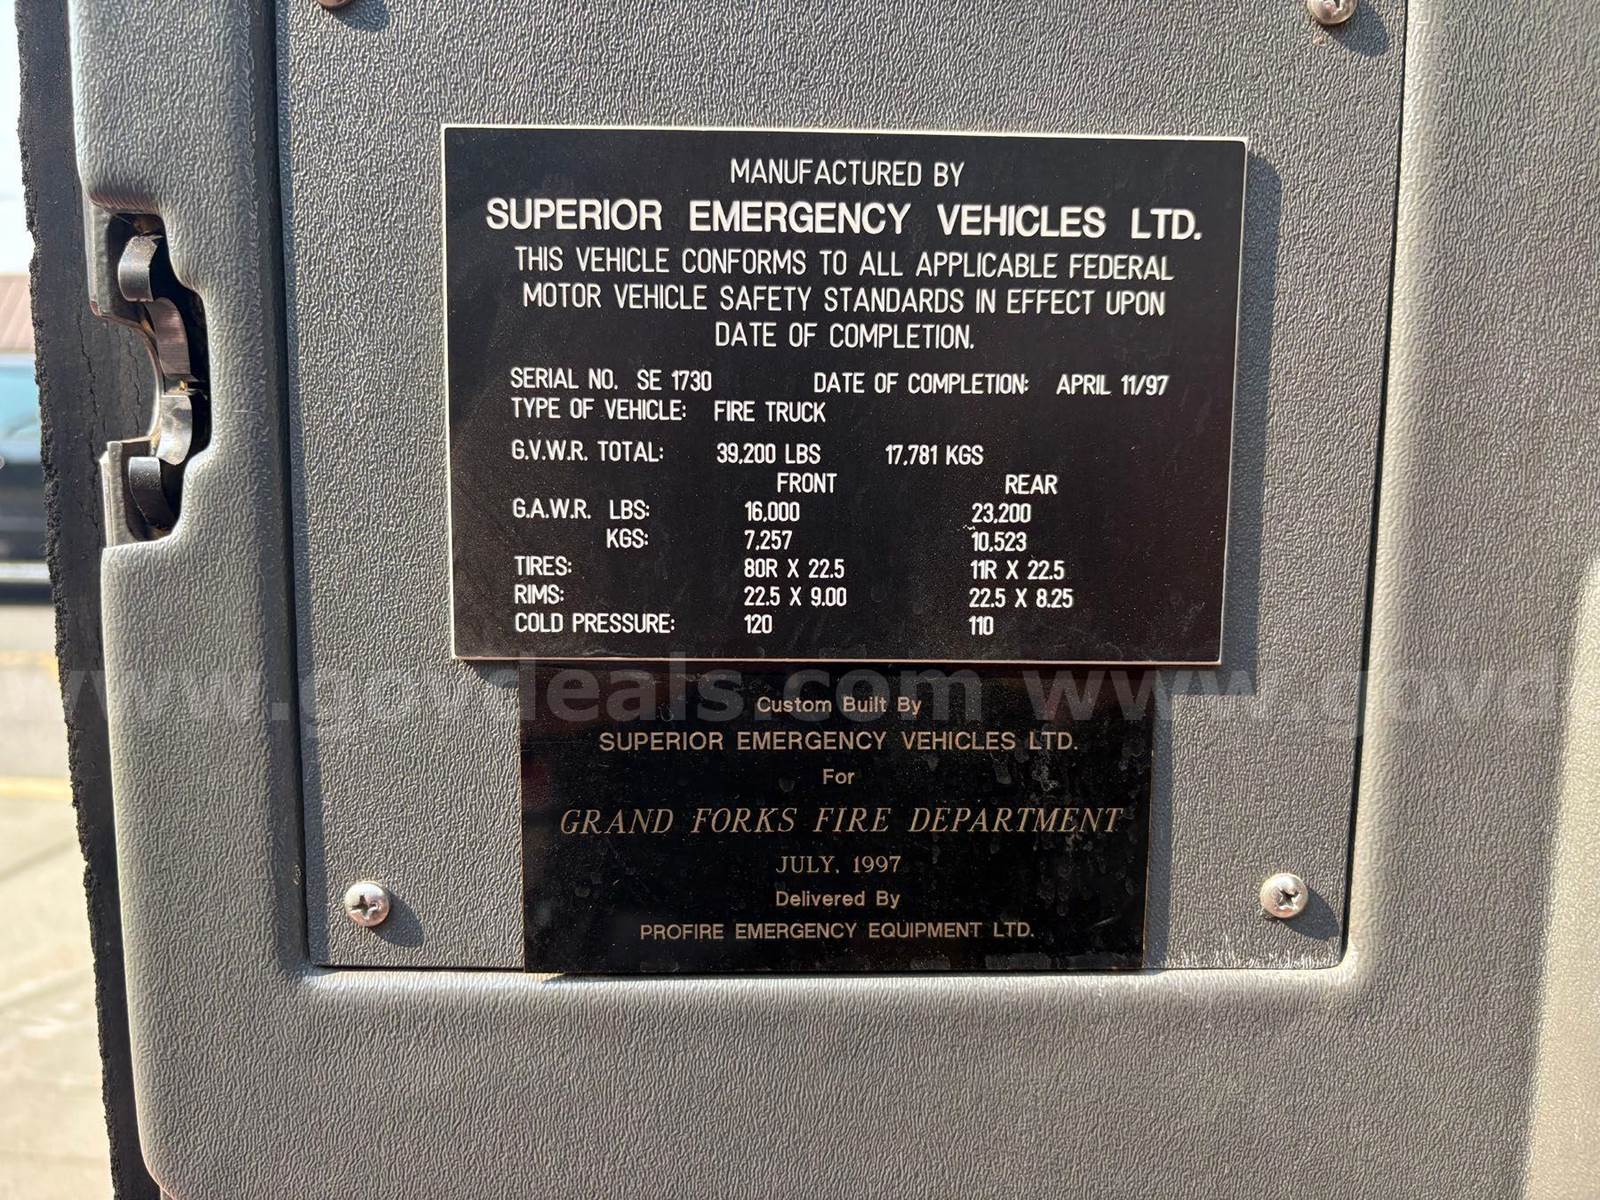 MANUFACTURED BY
SUPERIOR EMERGENCY VEHICLES LTD.
THIS VEHICLE CONFORMS TO ALL APPLICABLE FEDERAL
MOTOR VEHICLE SAFETY STANDARDS IN EFFECT UPON
DATE OF COMPLETION.
SERIAL NO. SE 1730 DATE OF COMPLETION: APRIL 11/97
TYPE OF VEHICLE: FIRE TRUCK
G.V.W.R. TOTAL: 39,200 LBS 17,781 KGS
FRONT REAR
G.A.W.R. LBS: 16,000 23,200
KGS: 7,257 10,523
TIRES: 80R X 22.5 11R X 22.5
RIMS: 22.5 X 9.00 22.5 X 8.25
COLD PRESSURE: 120 110
www.govdeals.com www.govd
Custom Built By
SUPERIOR EMERGENCY VEHICLES LTD.
For
GRAND FORKS FIRE DEPARTMENT
JULY, 1997
Delivered By
PROFIRE EMERGENCY EQUIPMENT LTD.